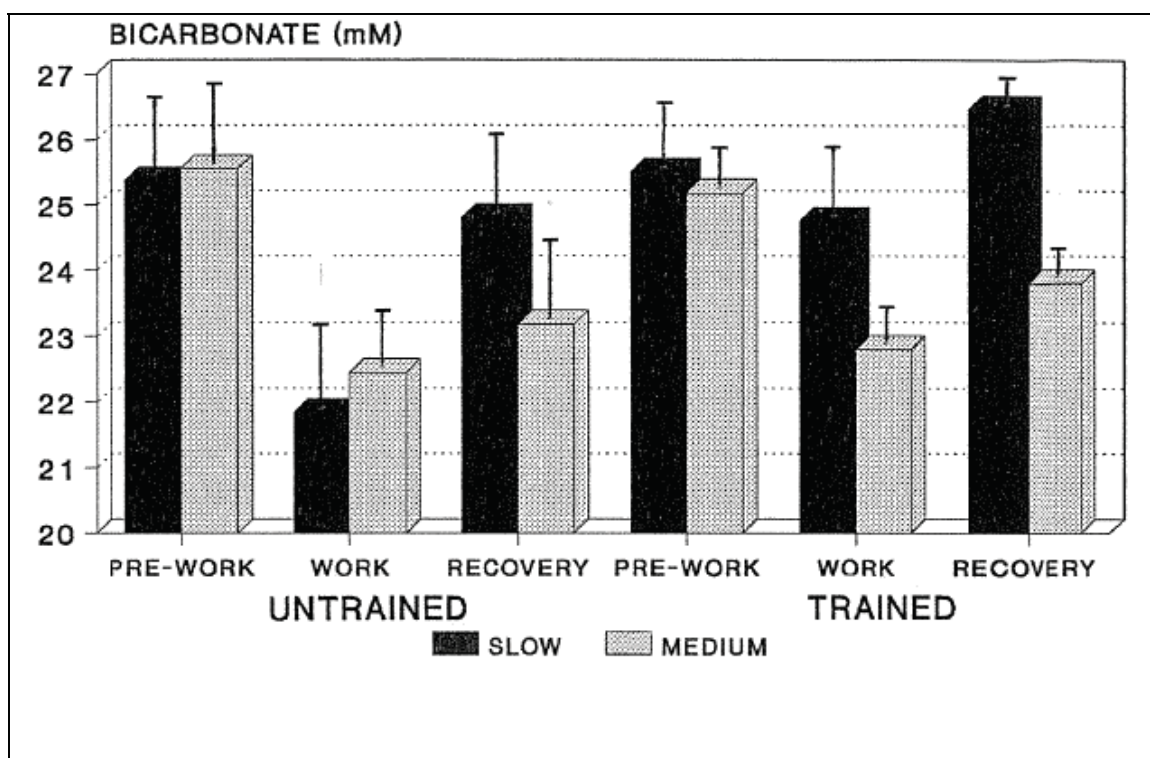 BICARBONATE (mM)
27
26
25
24
23
22
21
20
PRE-WORK WORK RECOVERY PRE-WORK WORK RECOVERY
UNTRAINED TRAINED
SLOW MEDIUM